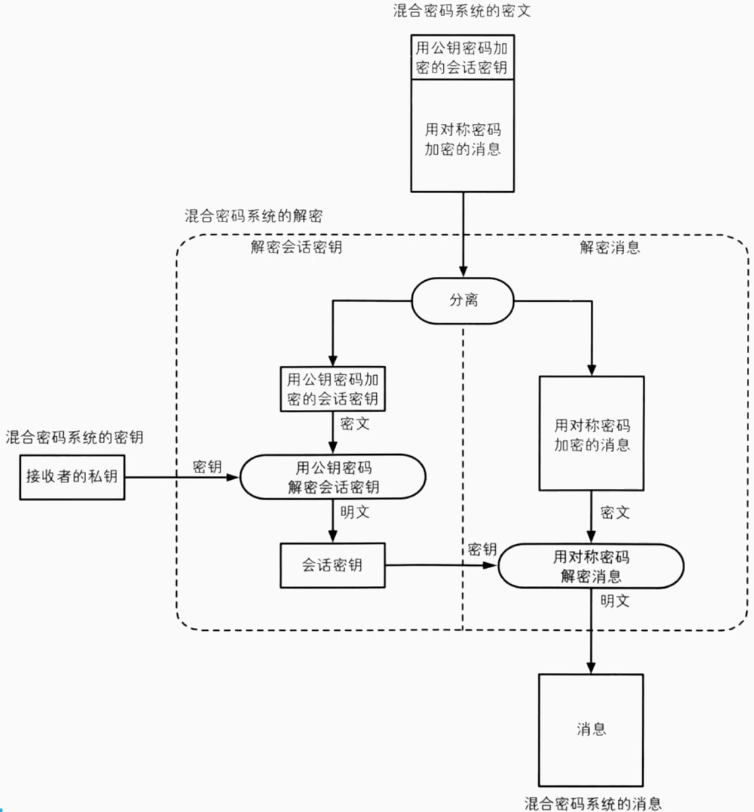 混合密码系统的密文
用公钥密码加
密的会话密钥
用对称密码
加密的消息
混合密码系统的解密
解密会话密钥
解密消息
分离
用公钥密码加
密的会话密钥
密文
用对称密码
加密的消息
混合密码系统的密钥
接收者的私钥
密钥
用公钥密码
解密会话密钥
明文
密文
会话密钥
密钥
用对称密码
解密消息
明文
消息
混合密码系统的消息